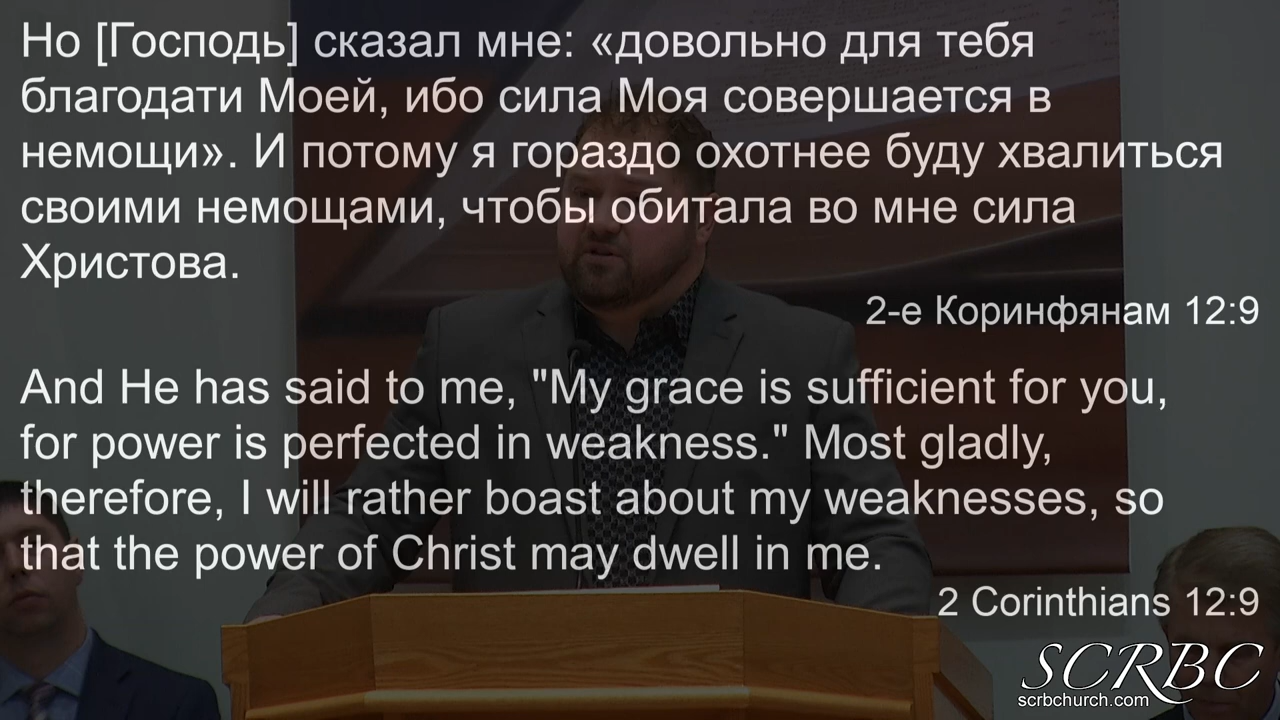 Но [Господь] сказал мне: «довольно для тебя
благодати Моей, ибо сила Моя совершается в
немощи». И потому я гораздо охотнее буду хвалиться
своими немощами, чтобы обитала во мне сила
Христова.
2-е Коринфянам 12:9
And He has said to me, "My grace is sufficient for you,
for power is perfected in weakness." Most gladly,
therefore, I will rather boast about my weaknesses, so
that the power of Christ may dwell in me.
2 Corinthians 12:9
SCRBC
scrbchurch.com